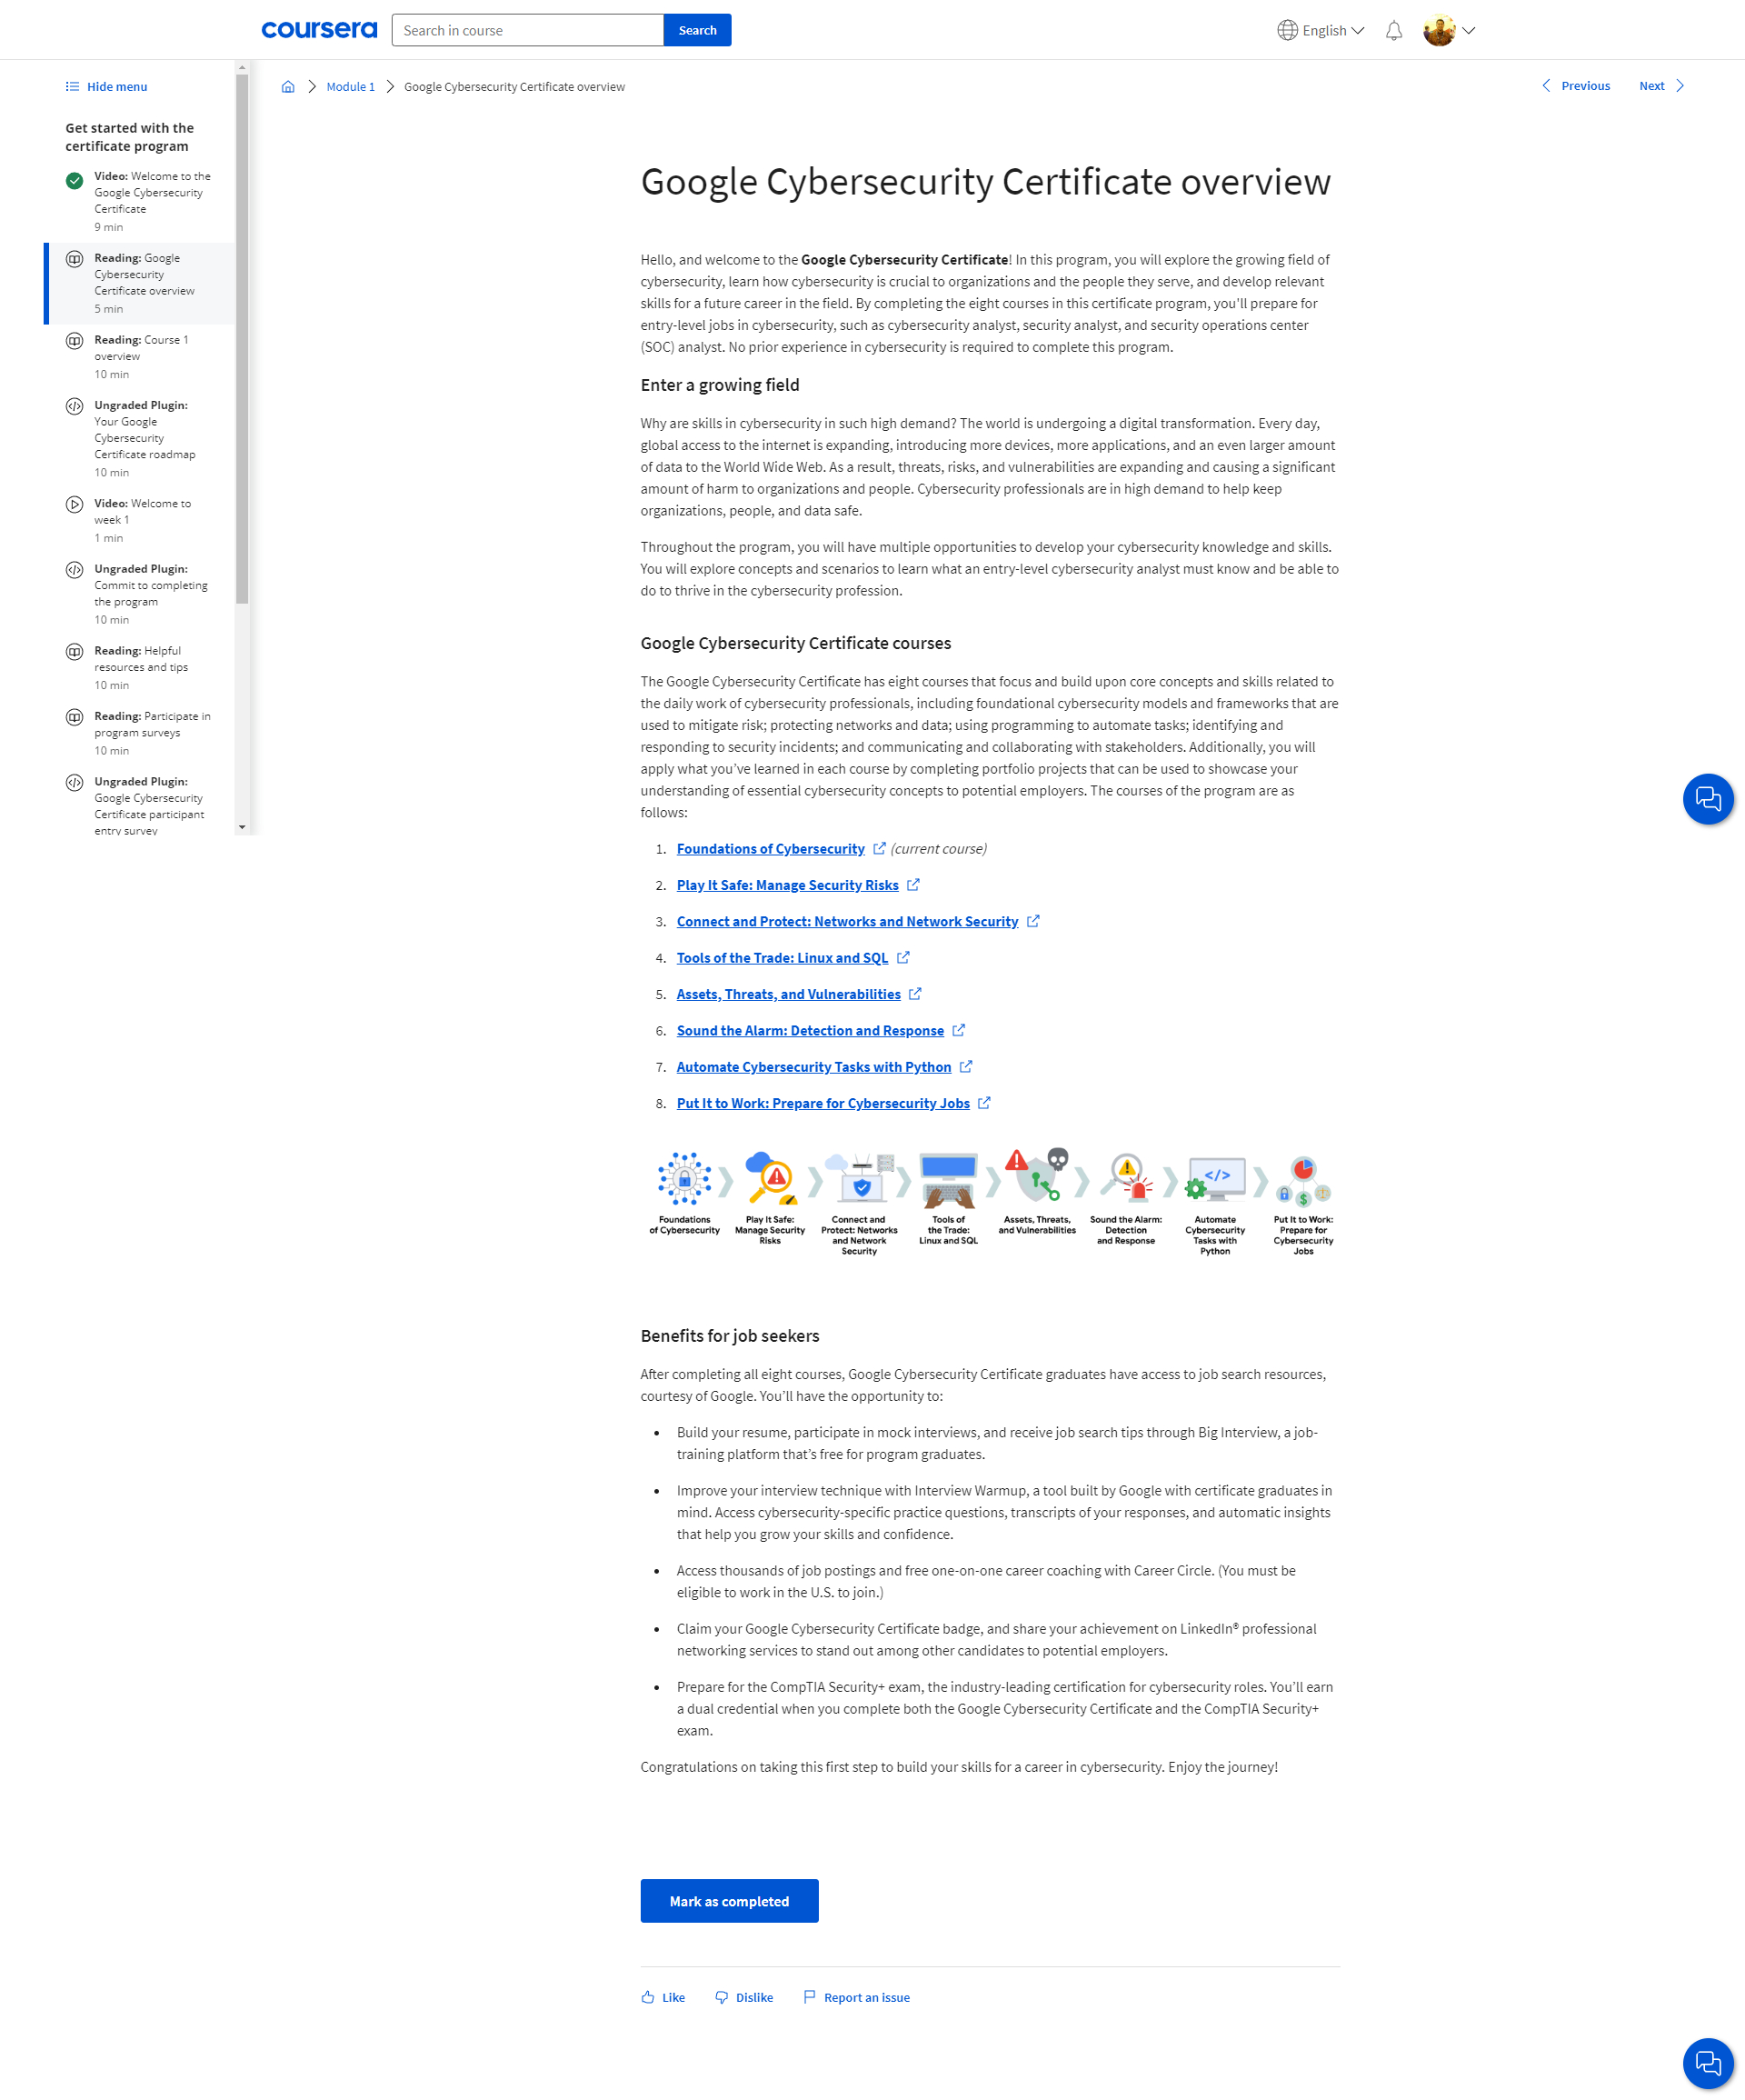 coursera
Search in course
Search
English
Hide menu
Module 1
Google Cybersecurity Certificate overview
Previous
Next
Get started with the
certificate program
Video: Welcome to the
Google Cybersecurity
Certificate
9 min
Reading: Google
Cybersecurity
Certificate overview
5 min
Reading: Course 1
overview
10 min
Ungraded Plugin:
Your Google
Cybersecurity
Certificate roadmap
10 min
Video: Welcome to
week 1
1 min
Ungraded Plugin:
Commit to completing
the program
10 min
Reading: Helpful
resources and tips
10 min
Reading: Participate in
program surveys
10 min
Ungraded Plugin:
Google Cybersecurity
Certificate participant
entry survey
Google Cybersecurity Certificate overview
Hello, and welcome to the Google Cybersecurity Certificate! In this program, you will explore the growing field of
cybersecurity, learn how cybersecurity is crucial to organizations and the people they serve, and develop relevant
skills for a future career in the field. By completing the eight courses in this certificate program, you'll prepare for
entry-level jobs in cybersecurity, such as cybersecurity analyst, security analyst, and security operations center
(SOC) analyst. No prior experience in cybersecurity is required to complete this program.
Enter a growing field
Why are skills in cybersecurity in such high demand? The world is undergoing a digital transformation. Every day,
global access to the internet is expanding, introducing more devices, more applications, and an even larger amount
of data to the World Wide Web. As a result, threats, risks, and vulnerabilities are expanding and causing a significant
amount of harm to organizations and people. Cybersecurity professionals are in high demand to help keep
organizations, people, and data safe.
Throughout the program, you will have multiple opportunities to develop your cybersecurity knowledge and skills.
You will explore concepts and scenarios to learn what an entry-level cybersecurity analyst must know and be able to
do to thrive in the cybersecurity profession.
Google Cybersecurity Certificate courses
The Google Cybersecurity Certificate has eight courses that focus and build upon core concepts and skills related to
the daily work of cybersecurity professionals, including foundational cybersecurity models and frameworks that are
used to mitigate risk; protecting networks and data; using programming to automate tasks; identifying and
responding to security incidents; and communicating and collaborating with stakeholders. Additionally, you will
apply what you’ve learned in each course by completing portfolio projects that can be used to showcase your
understanding of essential cybersecurity concepts to potential employers. The courses of the program are as
follows:
1. Foundations of Cybersecurity (current course)
2. Play It Safe: Manage Security Risks
3. Connect and Protect: Networks and Network Security
4. Tools of the Trade: Linux and SQL
5. Assets, Threats, and Vulnerabilities
6. Sound the Alarm: Detection and Response
7. Automate Cybersecurity Tasks with Python
8. Put It to Work: Prepare for Cybersecurity Jobs
Foundations
of Cybersecurity
Play It Safe:
Manage Security
Risks
Connect and
Protect: Networks
and Network
Security
Tools of
the Trade:
Linux and SQL
Assets, Threats,
and Vulnerabilities
Sound the Alarm:
Detection
and Response
</>
Automate
Cybersecurity
Tasks with
Python
$
Put It to Work:
Prepare for
Cybersecurity
Jobs
Benefits for job seekers
After completing all eight courses, Google Cybersecurity Certificate graduates have access to job search resources,
courtesy of Google. You’ll have the opportunity to:
• Build your resume, participate in mock interviews, and receive job search tips through Big Interview, a job-
training platform that’s free for program graduates.
• Improve your interview technique with Interview Warmup, a tool built by Google with certificate graduates in
mind. Access cybersecurity-specific practice questions, transcripts of your responses, and automatic insights
that help you grow your skills and confidence.
• Access thousands of job postings and free one-on-one career coaching with Career Circle. (You must be
eligible to work in the U.S. to join.)
• Claim your Google Cybersecurity Certificate badge, and share your achievement on LinkedIn® professional
networking services to stand out among other candidates to potential employers.
• Prepare for the CompTIA Security+ exam, the industry-leading certification for cybersecurity roles. You’ll earn
a dual credential when you complete both the Google Cybersecurity Certificate and the CompTIA Security+
exam.
Congratulations on taking this first step to build your skills for a career in cybersecurity. Enjoy the journey!
Mark as completed
Like
Dislike
Report an issue